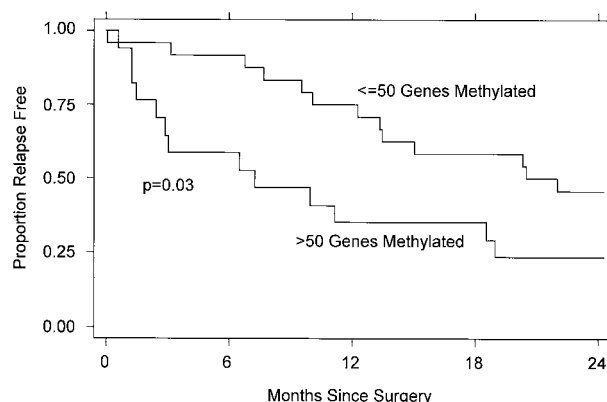 Proportion Relapse Free
1.00
0.75
0.50
0.25
0.00
<=50 Genes Methylated
p=0.03
>50 Genes Methylated
0
6
12
18
24
Months Since Surgery